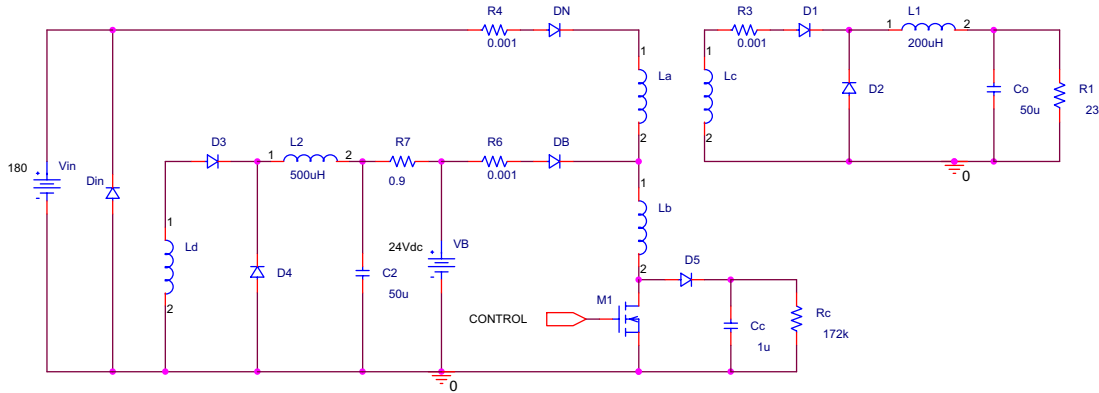 R4
DN
R3
D1
L1
1
2
0.001
0.001
200uH
1
La
2
1
Lc
2
D2
Co
50u
R1
23
0
D3
L2
1
2
500uH
R7
0.9
R6
0.001
DB
180
Vin
Din
1
Ld
2
D4
C2
50u
24Vdc
VB
1
Lb
2
D5
M1
CONTROL
Cc
1u
Rc
172k
0